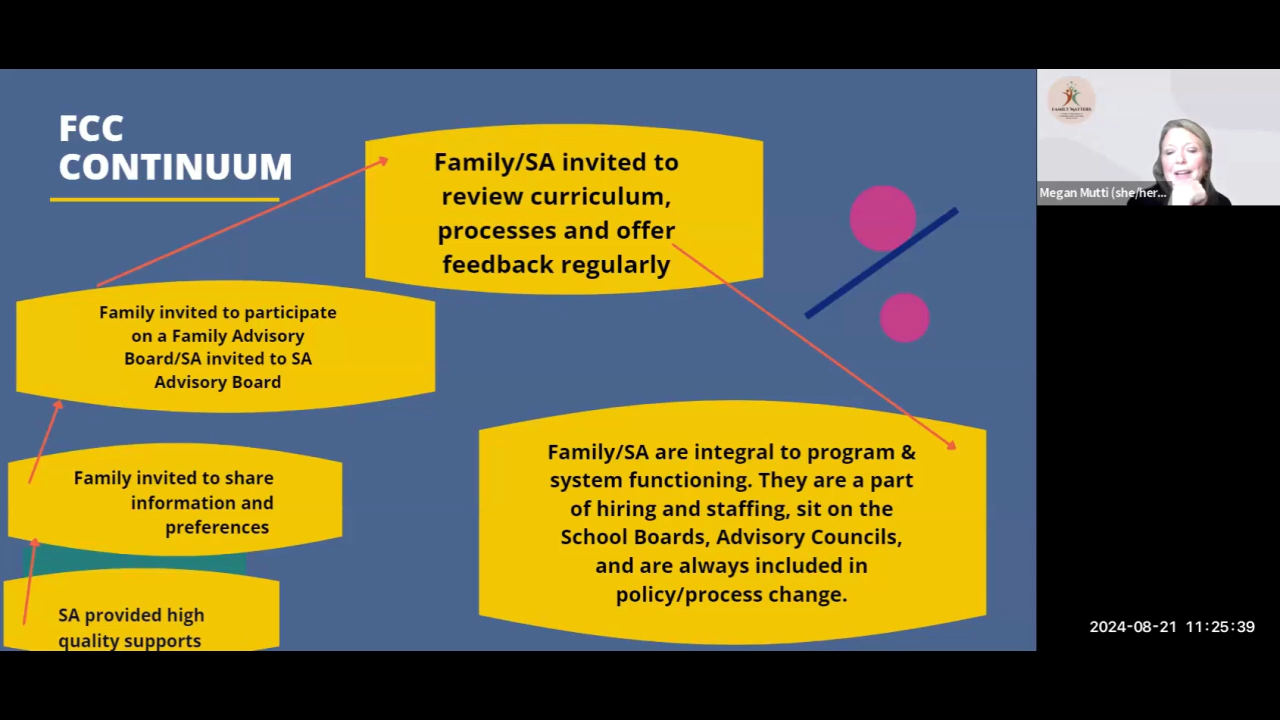 FCC
CONTINUUM
Family/SA invited to
review curriculum,
processes and offer
feedback regularly
Family invited to participate
on a Family Advisory
Board/SA invited to SA
Advisory Board
Family invited to share
information and
preferences
SA provided high
quality supports
Family/SA are integral to program &
system functioning. They are a part
of hiring and staffing, sit on the
School Boards, Advisory Councils,
and are always included in
policy/process change.
FAMILY MATTERS
Megan Mutti (she/her...
2024-08-21 11:25:39